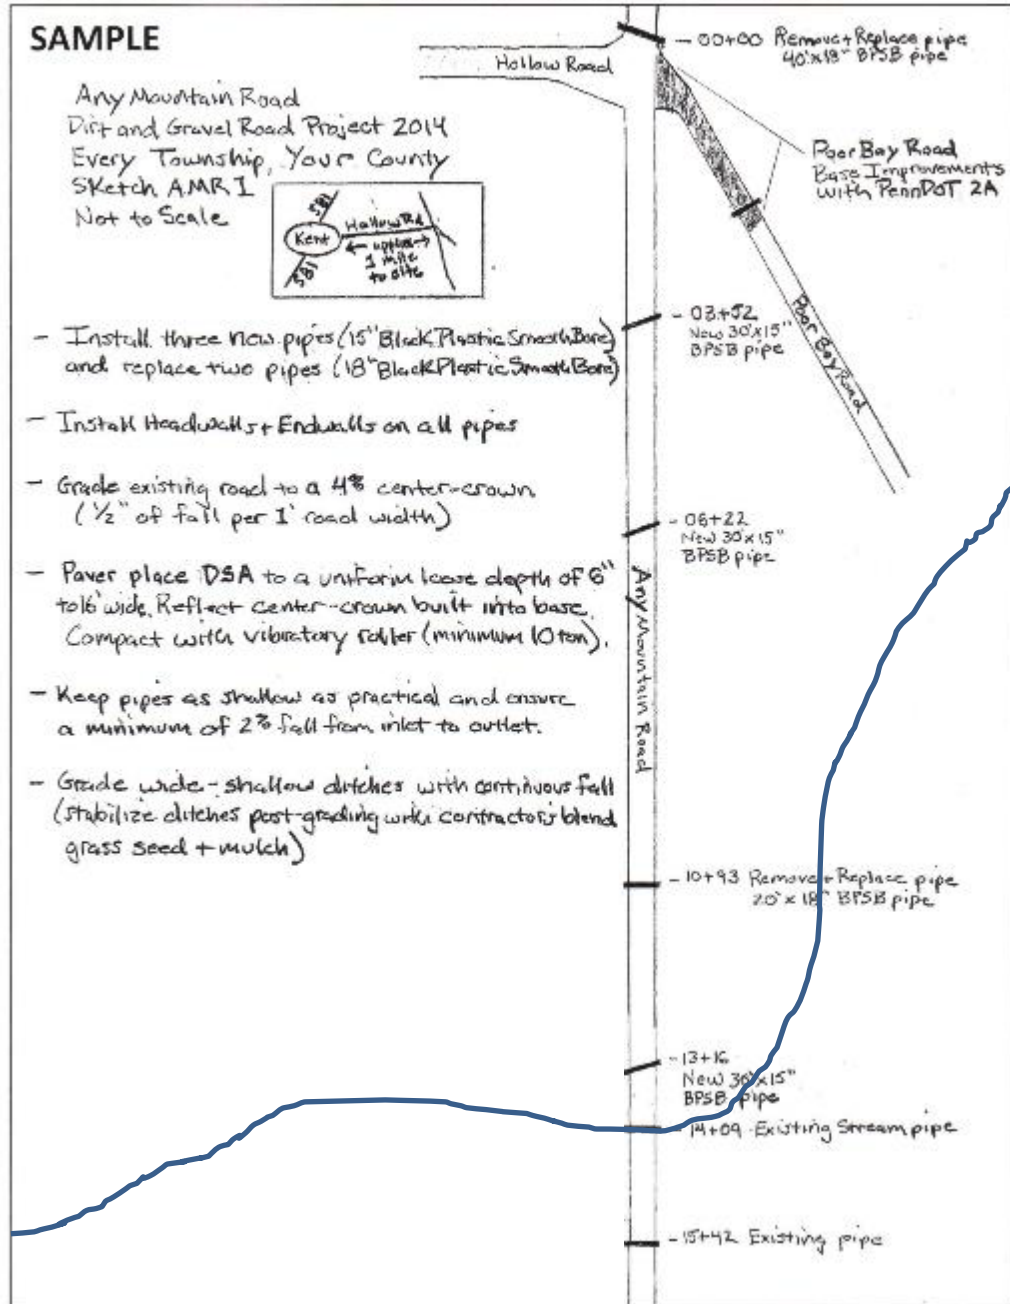 SAMPLE
Any Mountain Road
Dirt and Gravel Road Project 2014
Every Township, Your County
Sketch AMR 1
Not to Scale
581
Kent
581
Hollow Rd
approx
1 mile
to site
- Install three new pipes (15" Black Plastic Smooth Bore)
and replace two pipes (18" Black Plastic Smooth Bore)
- Install Headwalls + Endwalls on all pipes
- Grade existing road to a 4% center-crown
(1/2" of fall per 1' road width)
- Paver place DSA to a uniform loose depth of 6"
to 16' wide. Reflect center-crown built into base.
Compact with vibratory roller (minimum 10 ton).
- Keep pipes as shallow as practical and ensure
a minimum of 2% fall from inlet to outlet.
- Grade wide-shallow ditches with continuous fall
(stabilize ditches post-grading with contractors blend
grass seed + mulch)
Hollow Road
- 00+00 Remove + Replace pipe
40'x18" BPSB pipe
Poor Boy Road
Base Improvements
with PennDOT 2A
Poor Boy Road
- 03+52
New 30'x15"
BPSB pipe
- 06+22
New 30'x15"
BPSB pipe
Any Mountain Road
- 10+93 Remove + Replace pipe
20'x18" BPSB pipe
- 13+16
New 30'x15"
BPSB pipe
- 14+09 - Existing Stream pipe
- 15+42 Existing pipe